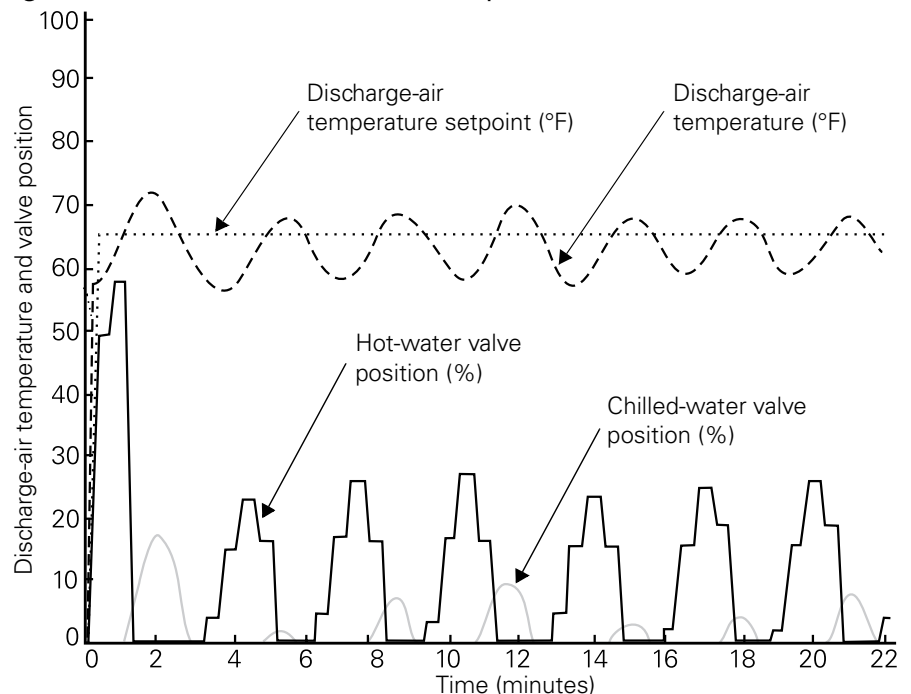 100
90
80
70
60
50
40
30
20
10
0
Discharge-air temperature and valve position
Discharge-air
temperature setpoint (°F)
Discharge-air
temperature (°F)
Hot-water valve
position (%)
Chilled-water valve
position (%)
0 2 4 6 8 10 12 14 16 18 20 22
Time (minutes)